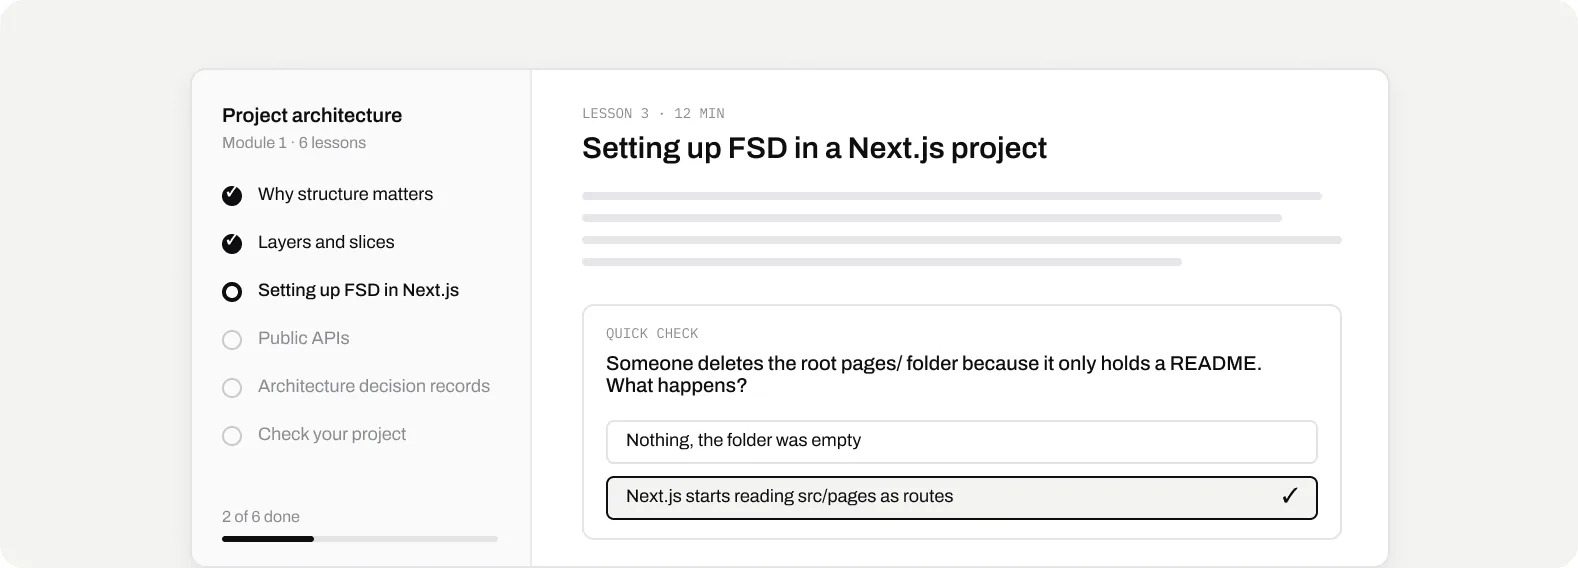 Project architecture
Module 1 · 6 lessons
Why structure matters
Layers and slices
Setting up FSD in Next.js
Public APIs
Architecture decision records
Check your project
2 of 6 done
LESSON 3 · 12 MIN
Setting up FSD in a Next.js project
QUICK CHECK
Someone deletes the root pages/ folder because it only holds a README.
What happens?
Nothing, the folder was empty
Next.js starts reading src/pages as routes